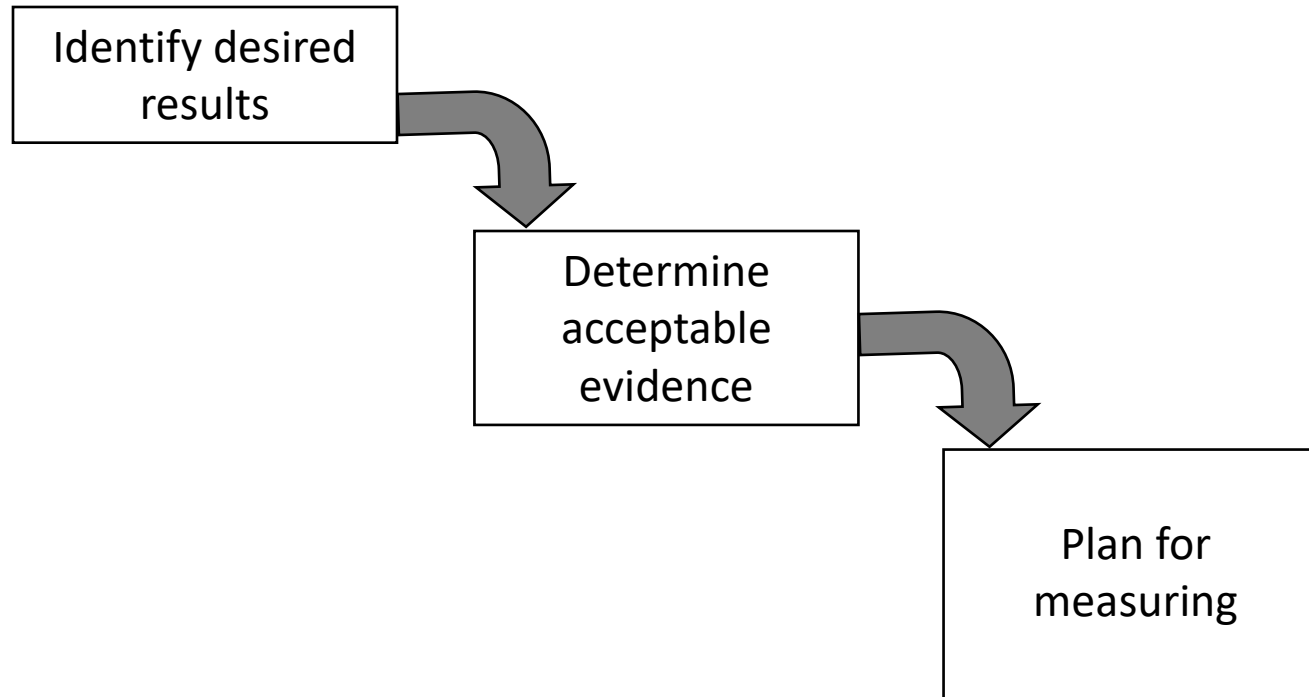 Identify desired
results
Determine
acceptable
evidence
Plan for
measuring